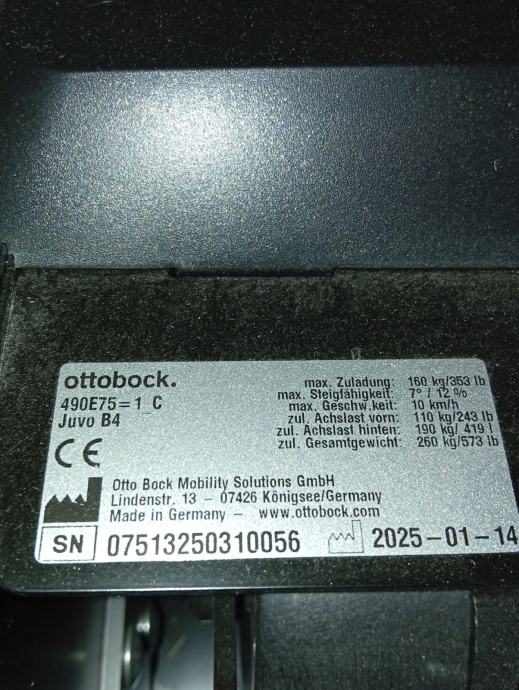 ottobock.
490E75=1_C
Juvo B4
CE
max. Zuladung: 160 kg/353 lb
max. Steigfähigkeit: 7° / 12 %
max. Geschw.keit: 10 km/h
zul. Achslast vorn: 110 kg/243 lb
zul. Achslast hinten: 190 kg/ 419 l
zul. Gesamtgewicht: 260 kg/573 lb
Otto Bock Mobility Solutions GmbH
Lindenstr. 13 – 07426 Königsee/Germany
Made in Germany – www.ottobock.com
SN 07513250310056 2025-01-14